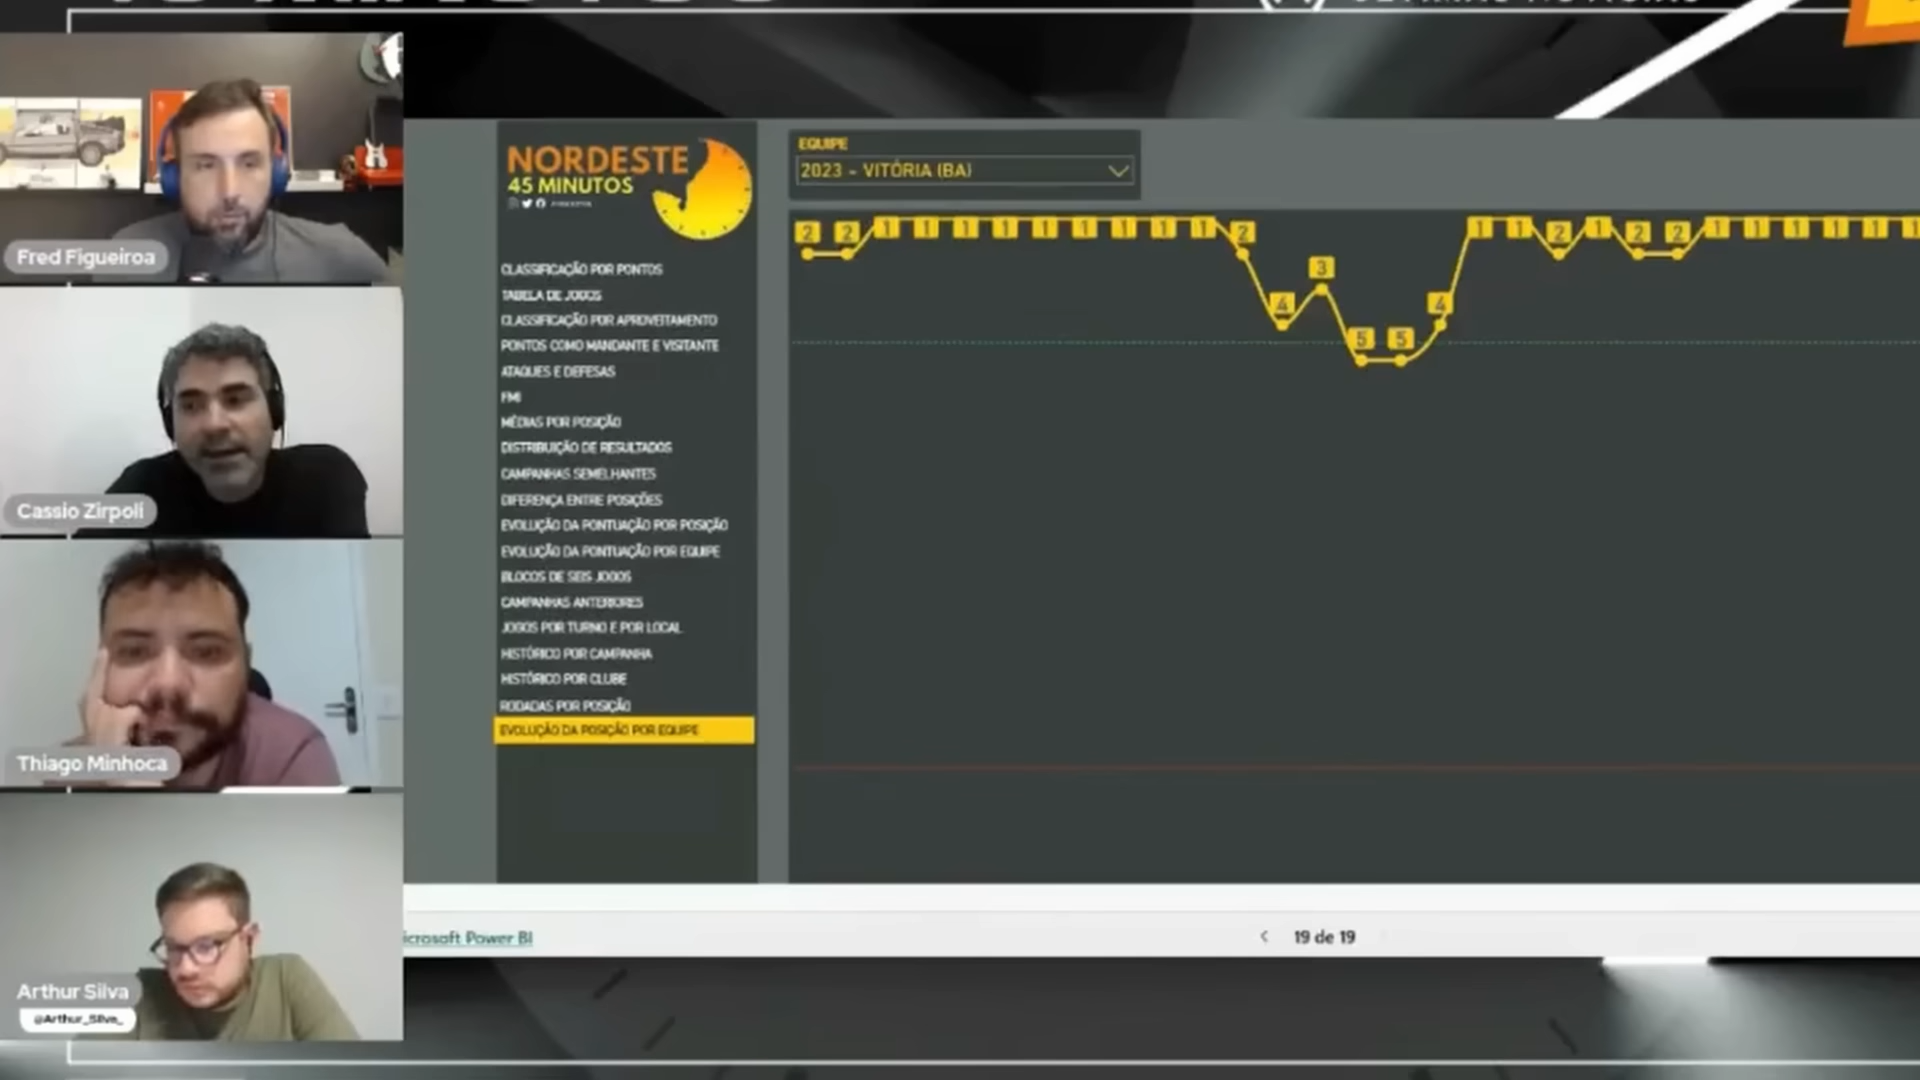 Fred Figueiroa
Cassio Zirpoli
Thiago Minhoca
Arthur Silva
@Arthur_Silva_
NORDESTE
45 MINUTOS
CLASSIFICAÇÃO POR PONTOS
TABELA DE JOGOS
CLASSIFICAÇÃO POR APROVEITAMENTO
PONTOS COMO MANDANTE E VISITANTE
ATAQUES E DEFESAS
FMI
MÉDIAS POR POSIÇÃO
DISTRIBUIÇÃO DE RESULTADOS
CAMPANHAS SEMELHANTES
DIFERENÇA ENTRE POSIÇÕES
EVOLUÇÃO DA PONTUAÇÃO POR POSIÇÃO
EVOLUÇÃO DA PONTUAÇÃO POR EQUIPE
BLOCOS DE SEIS JOGOS
CAMPANHAS ANTERIORES
JOGOS POR TURNO E POR LOCAL
HISTÓRICO POR CAMPANHA
HISTÓRICO POR CLUBE
RODADAS POR POSIÇÃO
EVOLUÇÃO DA POSIÇÃO POR EQUIPE
EQUIPE
2023 - VITÓRIA (BA)
2 2 1 1 1 1 1 1 1 1 1 2 4 3 5 5 4 1 1 2 1 2 2 1 1 1 1 1 1
icrosoft Power BI
19 de 19